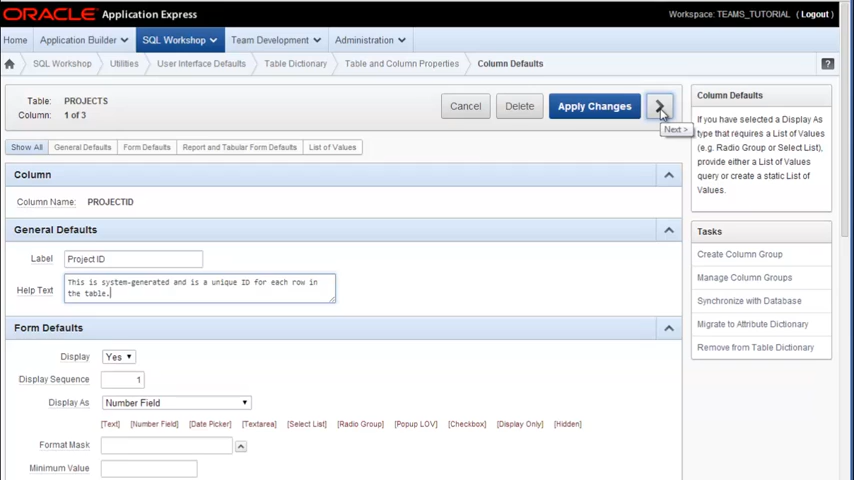 ORACLE Application Express
Workspace: TEAMS_TUTORIAL (Logout)
Home Application Builder SQL Workshop Team Development Administration
SQL Workshop Utilities User Interface Defaults Table Dictionary Table and Column Properties Column Defaults ?
Table: PROJECTS
Column: 1 of 3
Cancel Delete Apply Changes >
Next >
Show All General Defaults Form Defaults Report and Tabular Form Defaults List of Values
Column
Column Name: PROJECTID
General Defaults
Label Project ID
Help Text This is system-generated and is a unique ID for each row in
the table.
Form Defaults
Display Yes
Display Sequence 1
Display As Number Field
[Text] [Number Field] [Date Picker] [Textarea] [Select List] [Radio Group] [Popup LOV] [Checkbox] [Display Only] [Hidden]
Format Mask
Minimum Value
Column Defaults
If you have selected a Display As
type that requires a List of Values
(e.g. Radio Group or Select List),
provide either a List of Values
query or create a static List of
Values.
Tasks
Create Column Group
Manage Column Groups
Synchronize with Database
Migrate to Attribute Dictionary
Remove from Table Dictionary